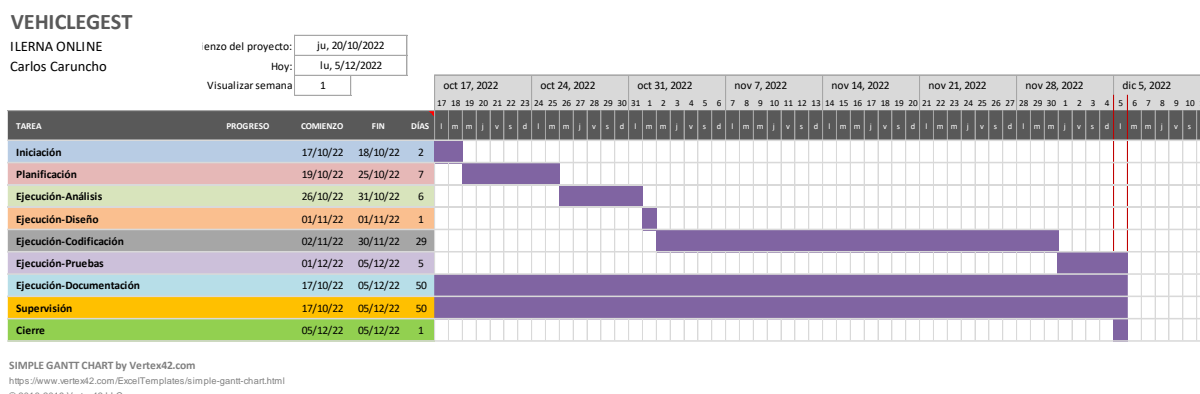 VEHICLEGEST
ILERNA ONLINE
ienzo del proyecto: ju, 20/10/2022
Carlos Caruncho
Hoy: lu, 5/12/2022
Visualizar semana 1
oct 17, 2022 oct 24, 2022 oct 31, 2022 nov 7, 2022 nov 14, 2022 nov 21, 2022 nov 28, 2022 dic 5, 2022
17 18 19 20 21 22 23 24 25 26 27 28 29 30 31 1 2 3 4 5 6 7 8 9 10 11 12 13 14 15 16 17 18 19 20 21 22 23 24 25 26 27 28 29 30 1 2 3 4 5 6 7 8 9 10
TAREA PROGRESO COMIENZO FIN DÍAS l m m j v s d l m m j v s d l m m j v s d l m m j v s d l m m j v s d l m m j v s d l m m j v s d l m m j v s
Iniciación 17/10/22 18/10/22 2
Planificación 19/10/22 25/10/22 7
Ejecución-Análisis 26/10/22 31/10/22 6
Ejecución-Diseño 01/11/22 01/11/22 1
Ejecución-Codificación 02/11/22 30/11/22 29
Ejecución-Pruebas 01/12/22 05/12/22 5
Ejecución-Documentación 17/10/22 05/12/22 50
Supervisión 17/10/22 05/12/22 50
Cierre 05/12/22 05/12/22 1
SIMPLE GANTT CHART by Vertex42.com
https://www.vertex42.com/ExcelTemplates/simple-gantt-chart.html